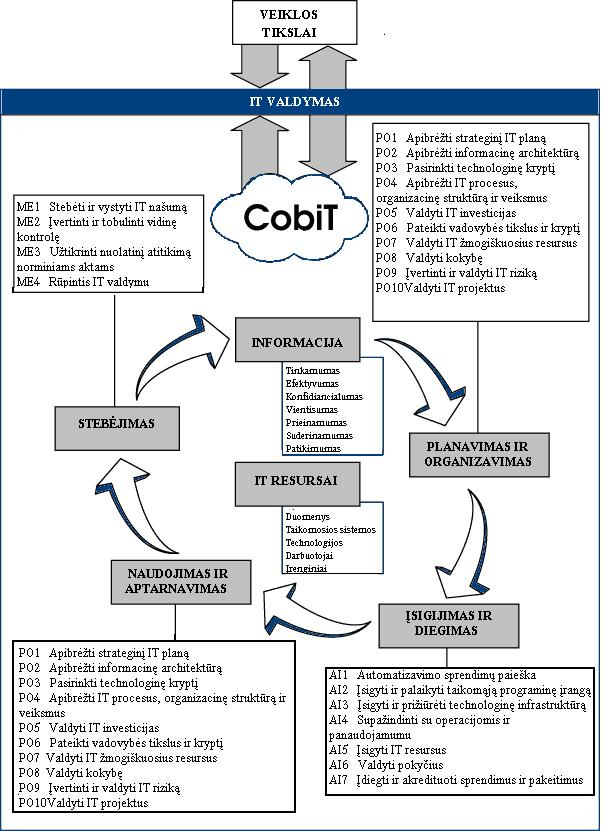 VEIKLOS
TIKSLAI
IT VALDYMAS
CobiT
ME1 Stebėti ir vystyti IT našumą
ME2 Įvertinti ir tobulinti vidinę
kontrolę
ME3 Užtikrinti nuolatinį atitikimą
norminiams aktams
ME4 Rūpintis IT valdymu
PO1 Apibrėžti strateginį IT planą
PO2 Apibrėžti informacinę architektūrą
PO3 Pasirinkti technologinę kryptį
PO4 Apibrėžti IT procesus,
organizacinę struktūrą ir veiksmus
PO5 Valdyti IT investicijas
PO6 Pateikti vadovybės tikslus ir kryptį
PO7 Valdyti IT žmogiškuosius resursus
PO8 Valdyti kokybę
PO9 Įvertinti ir valdyti IT riziką
PO10Valdyti IT projektus
INFORMACIJA
Tinkamumas
Efektyvumas
Konfidiancialumas
Vientisumas
Prieinamumas
Suderinamumas
Patikimumas
STEBĖJIMAS
PLANAVIMAS IR
ORGANIZAVIMAS
IT RESURSAI
Duomenys
Taikomosios sistemos
Technologijos
Darbuotojai
Įrenginiai
NAUDOJIMAS IR
APTARNAVIMAS
ĮSIGIJIMAS IR
DIEGIMAS
PO1 Apibrėžti strateginį IT planą
PO2 Apibrėžti informacinę architektūrą
PO3 Pasirinkti technologinę kryptį
PO4 Apibrėžti IT procesus, organizacinę struktūrą ir
veiksmus
PO5 Valdyti IT investicijas
PO6 Pateikti vadovybės tikslus ir kryptį
PO7 Valdyti IT žmogiškuosius resursus
PO8 Valdyti kokybę
PO9 Įvertinti ir valdyti IT riziką
PO10Valdyti IT projektus
AI1 Automatizavimo sprendimų paieška
AI2 Įsigyti ir palaikyti taikomąją programinę įrangą
AI3 Įsigyti ir prižiūrėti technologinę infrastruktūrą
AI4 Supažindinti su operacijomis ir
panaudojamumu
AI5 Įsigyti IT resursus
AI6 Valdyti pokyčius
AI7 Įdiegti ir akredituoti sprendimus ir pakeitimus